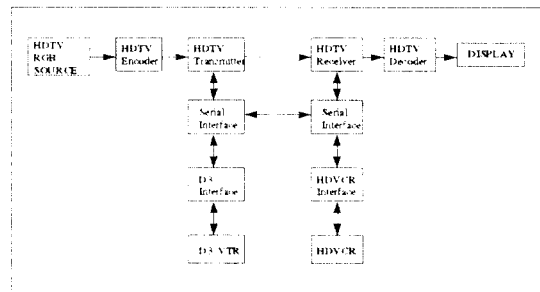 HDTV
RGB
SOURCE
HDTV
Encoder
HDTV
Transmitter
HDTV
Receiver
HDTV
Decoder
DISPLAY
Serial
Interface
Serial
Interface
D3
Interface
HDVCR
Interface
D3 VTR
HDVCR